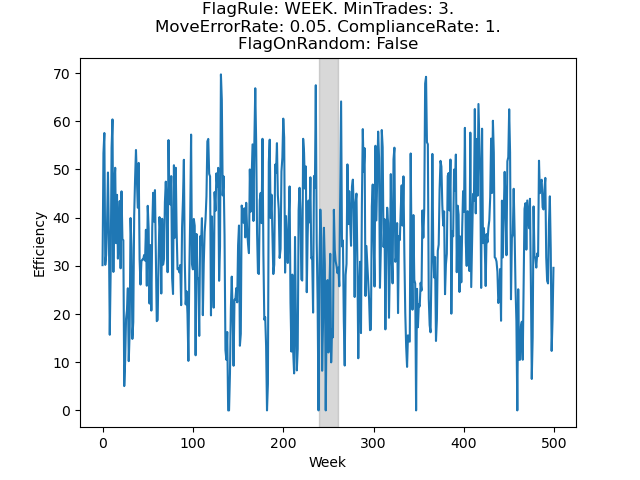 FlagRule: WEEK. MinTrades: 3.
MoveErrorRate: 0.05. ComplianceRate: 1.
FlagOnRandom: False
70
60
50
40
30
20
10
0
Efficiency
0 100 200 300 400 500
Week